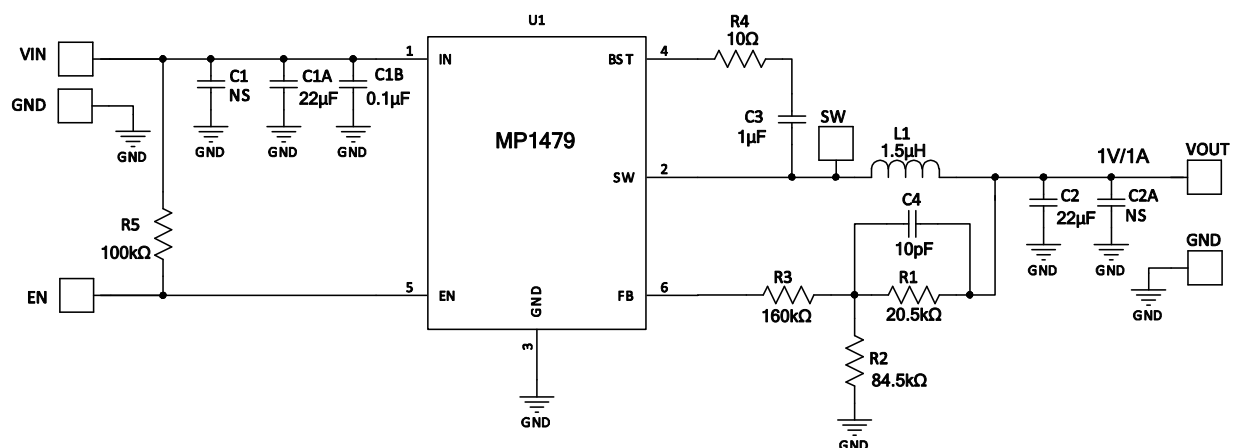 U1
VIN
GND
GND
C1
NS
GND
C1A
22µF
GND
C1B
0.1µF
GND
1
IN
R5
100kΩ
EN
5
EN
MP1479
GND
3
GND
BST
4
R4
10Ω
C3
1µF
SW
SW
2
L1
1.5µH
1V/1A
VOUT
C2
22µF
GND
C2A
NS
GND
GND
GND
C4
10pF
FB
6
R3
160kΩ
R1
20.5kΩ
R2
84.5kΩ
GND